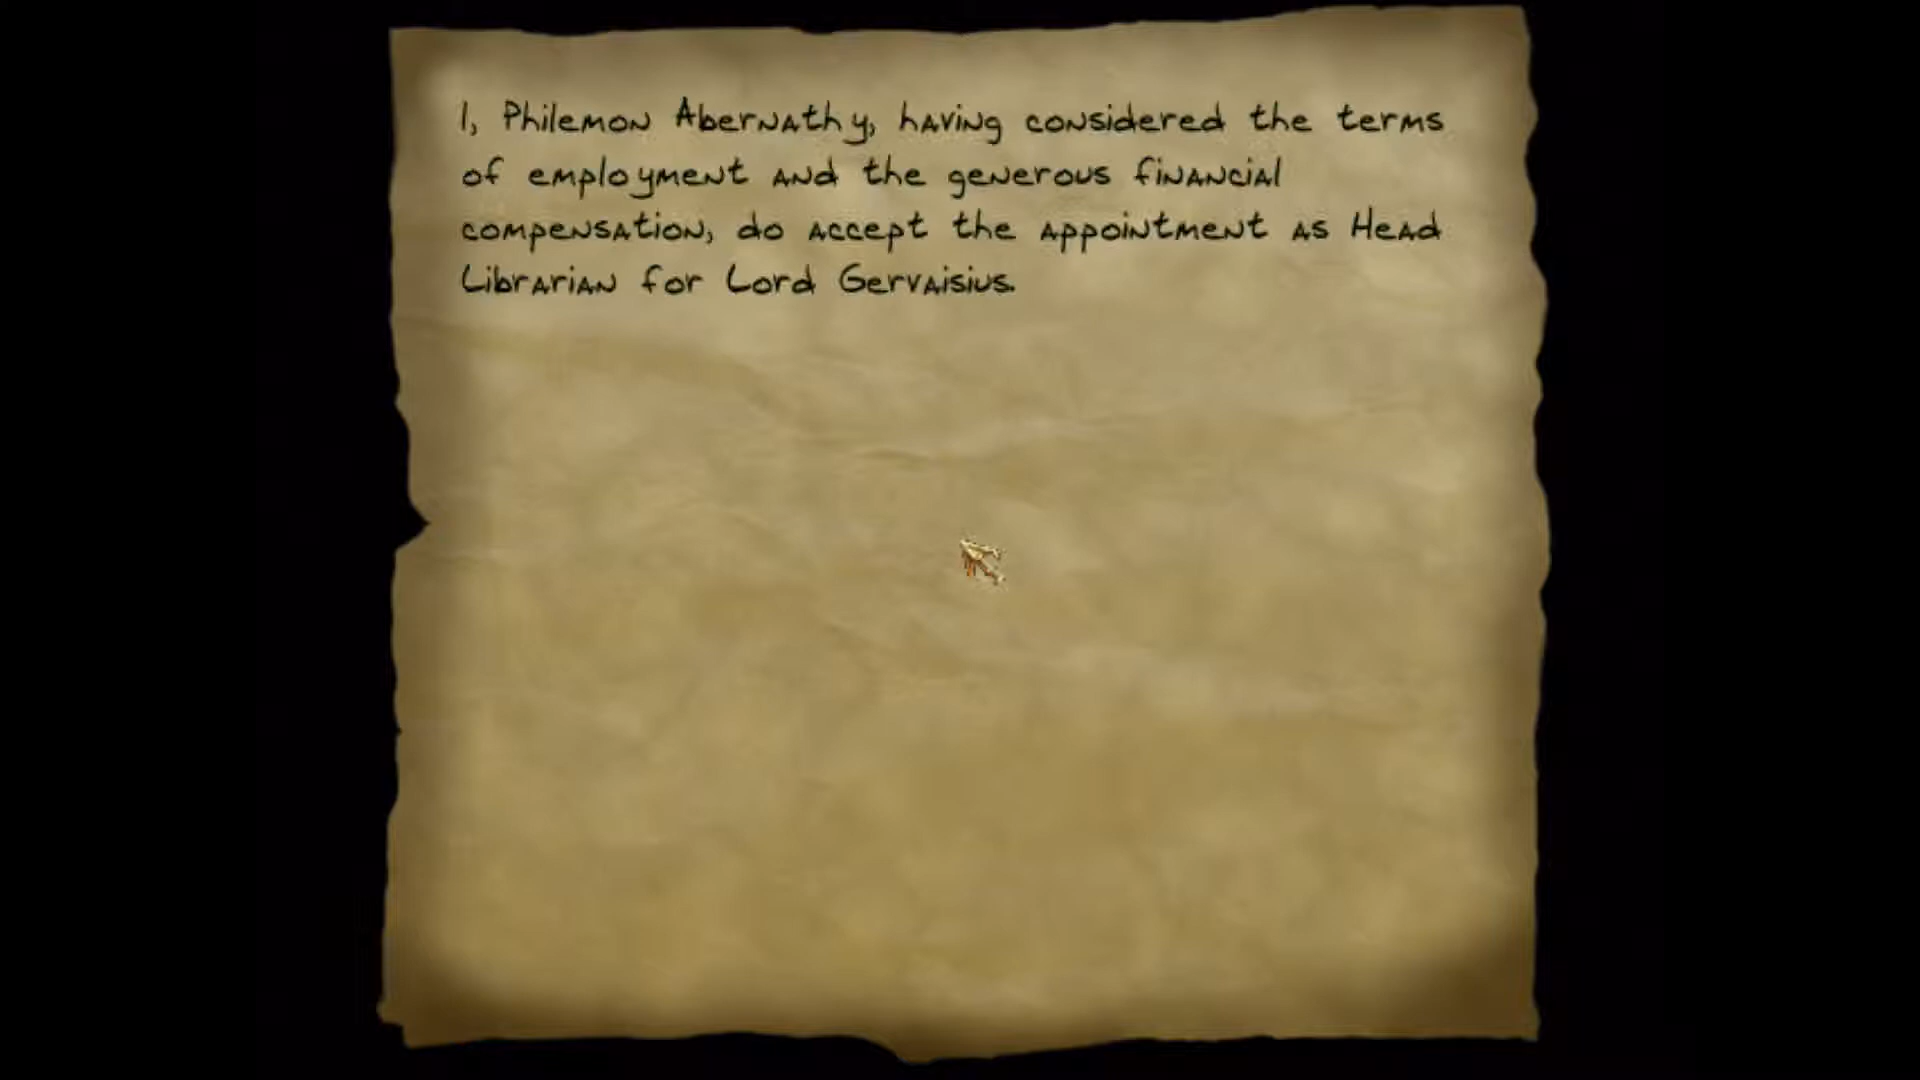 I, Philemon Abernathy, having considered the terms
of employment and the generous financial
compensation, do accept the appointment as Head
Librarian for Lord Gervaisius.